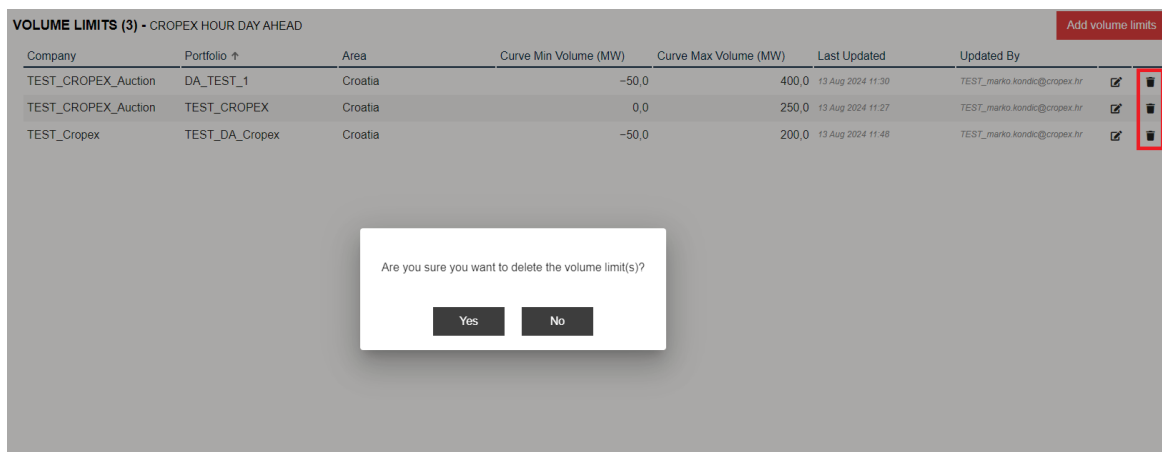 VOLUME LIMITS (3) - CROPEX HOUR DAY AHEAD
Add volume limits
Company Portfolio ↑ Area Curve Min Volume (MW) Curve Max Volume (MW) Last Updated Updated By
TEST_CROPEX_Auction DA_TEST_1 Croatia −50,0 400,0 13 Aug 2024 11:30 TEST_marko.kondic@cropex.hr
TEST_CROPEX_Auction TEST_CROPEX Croatia 0,0 250,0 13 Aug 2024 11:27 TEST_marko.kondic@cropex.hr
TEST_Cropex TEST_DA_Cropex Croatia −50,0 200,0 13 Aug 2024 11:48 TEST_marko.kondic@cropex.hr
Are you sure you want to delete the volume limit(s)?
Yes No